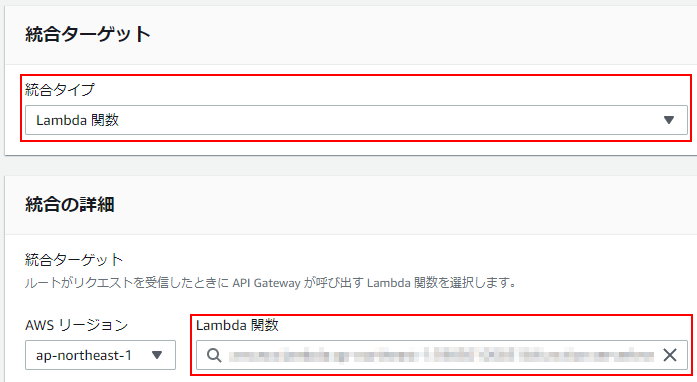 統合ターゲット
統合タイプ
Lambda 関数
統合の詳細
統合ターゲット
ルートがリクエストを受信したときに API Gateway が呼び出す Lambda 関数を選択します。
AWS リージョン
Lambda 関数
ap-northeast-1